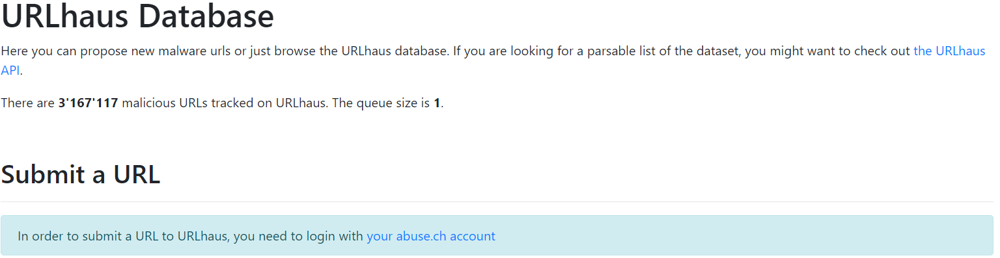 URLhaus Database
Here you can propose new malware urls or just browse the URLhaus database. If you are looking for a parsable list of the dataset, you might want to check out the URLhaus
API.
There are 3'167'117 malicious URLs tracked on URLhaus. The queue size is 1.
Submit a URL
In order to submit a URL to URLhaus, you need to login with your abuse.ch account